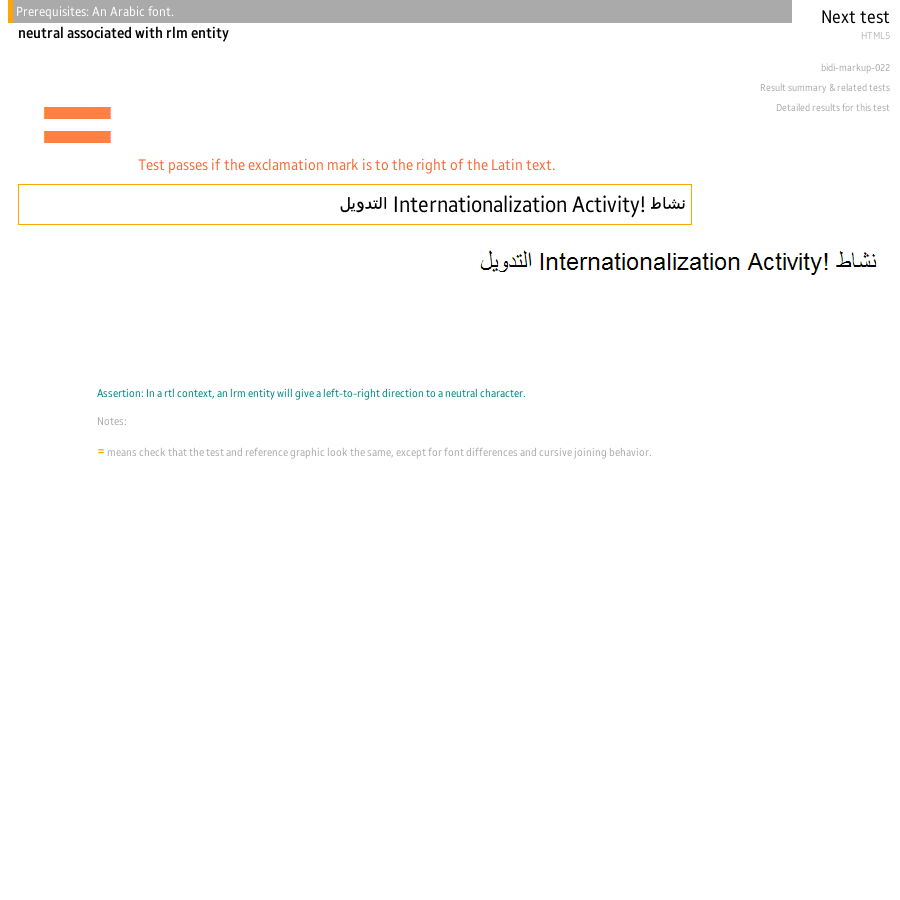 Prerequisites: An Arabic font.
Next test
neutral associated with rlm entity
HTML5
bidi-markup-022
Result summary & related tests
Detailed results for this test
=
Test passes if the exclamation mark is to the right of the Latin text.
نشاط Internationalization Activity! التدويل
نشاط Internationalization Activity! التدويل
Assertion: In a rtl context, an lrm entity will give a left-to-right direction to a neutral character.
Notes:
= means check that the test and reference graphic look the same, except for font differences and cursive joining behavior.